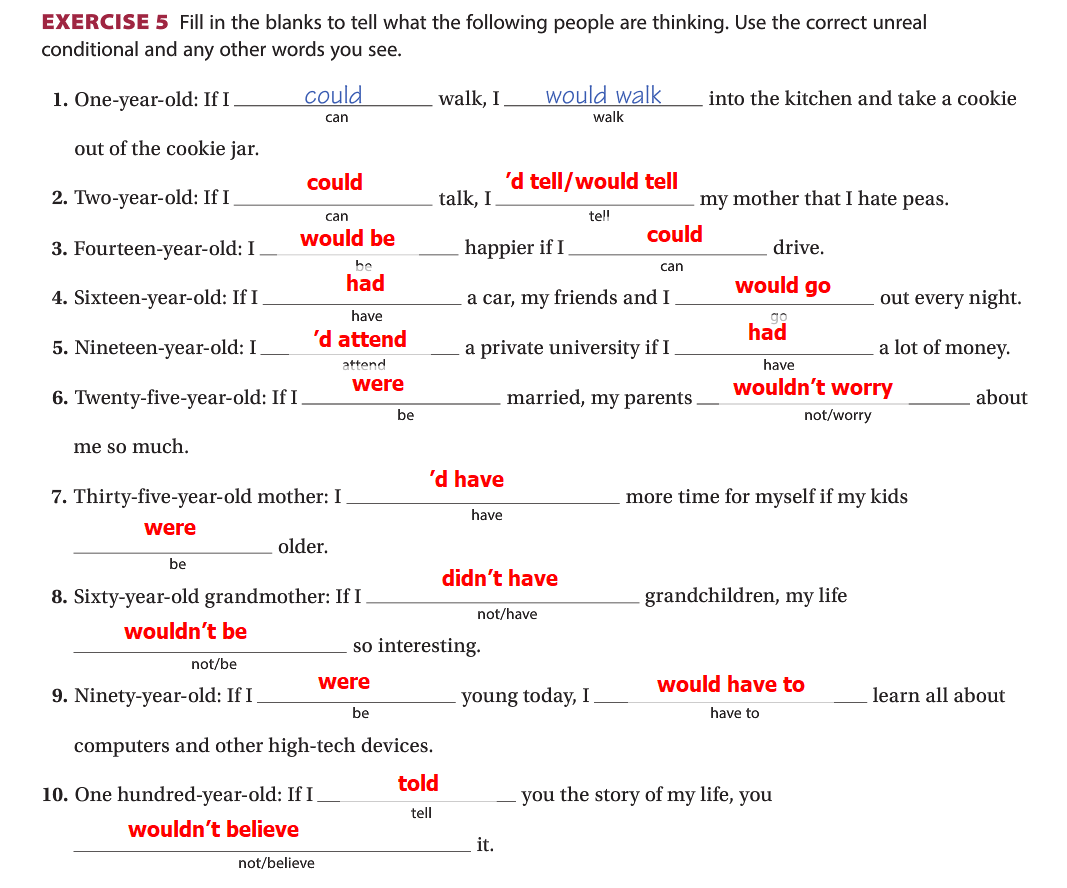 EXERCISE 5 Fill in the blanks to tell what the following people are thinking. Use the correct unreal
conditional and any other words you see.
1. One-year-old: If I could walk, I would walk into the kitchen and take a cookie
can walk
out of the cookie jar.
could 'd tell/would tell
2. Two-year-old: If I talk, I my mother that I hate peas.
can tell
would be could
3. Fourteen-year-old: I happier if I drive.
be can
had would go
4. Sixteen-year-old: If I a car, my friends and I out every night.
have go
'd attend had
5. Nineteen-year-old: I a private university if I a lot of money.
attend have
were wouldn't worry
6. Twenty-five-year-old: If I married, my parents about
be not/worry
me so much.
'd have
7. Thirty-five-year-old mother: I more time for myself if my kids
have
were
older.
be
didn't have
8. Sixty-year-old grandmother: If I grandchildren, my life
not/have
wouldn't be
so interesting.
not/be
were would have to
9. Ninety-year-old: If I young today, I learn all about
be have to
computers and other high-tech devices.
told
10. One hundred-year-old: If I you the story of my life, you
tell
wouldn't believe
it.
not/believe